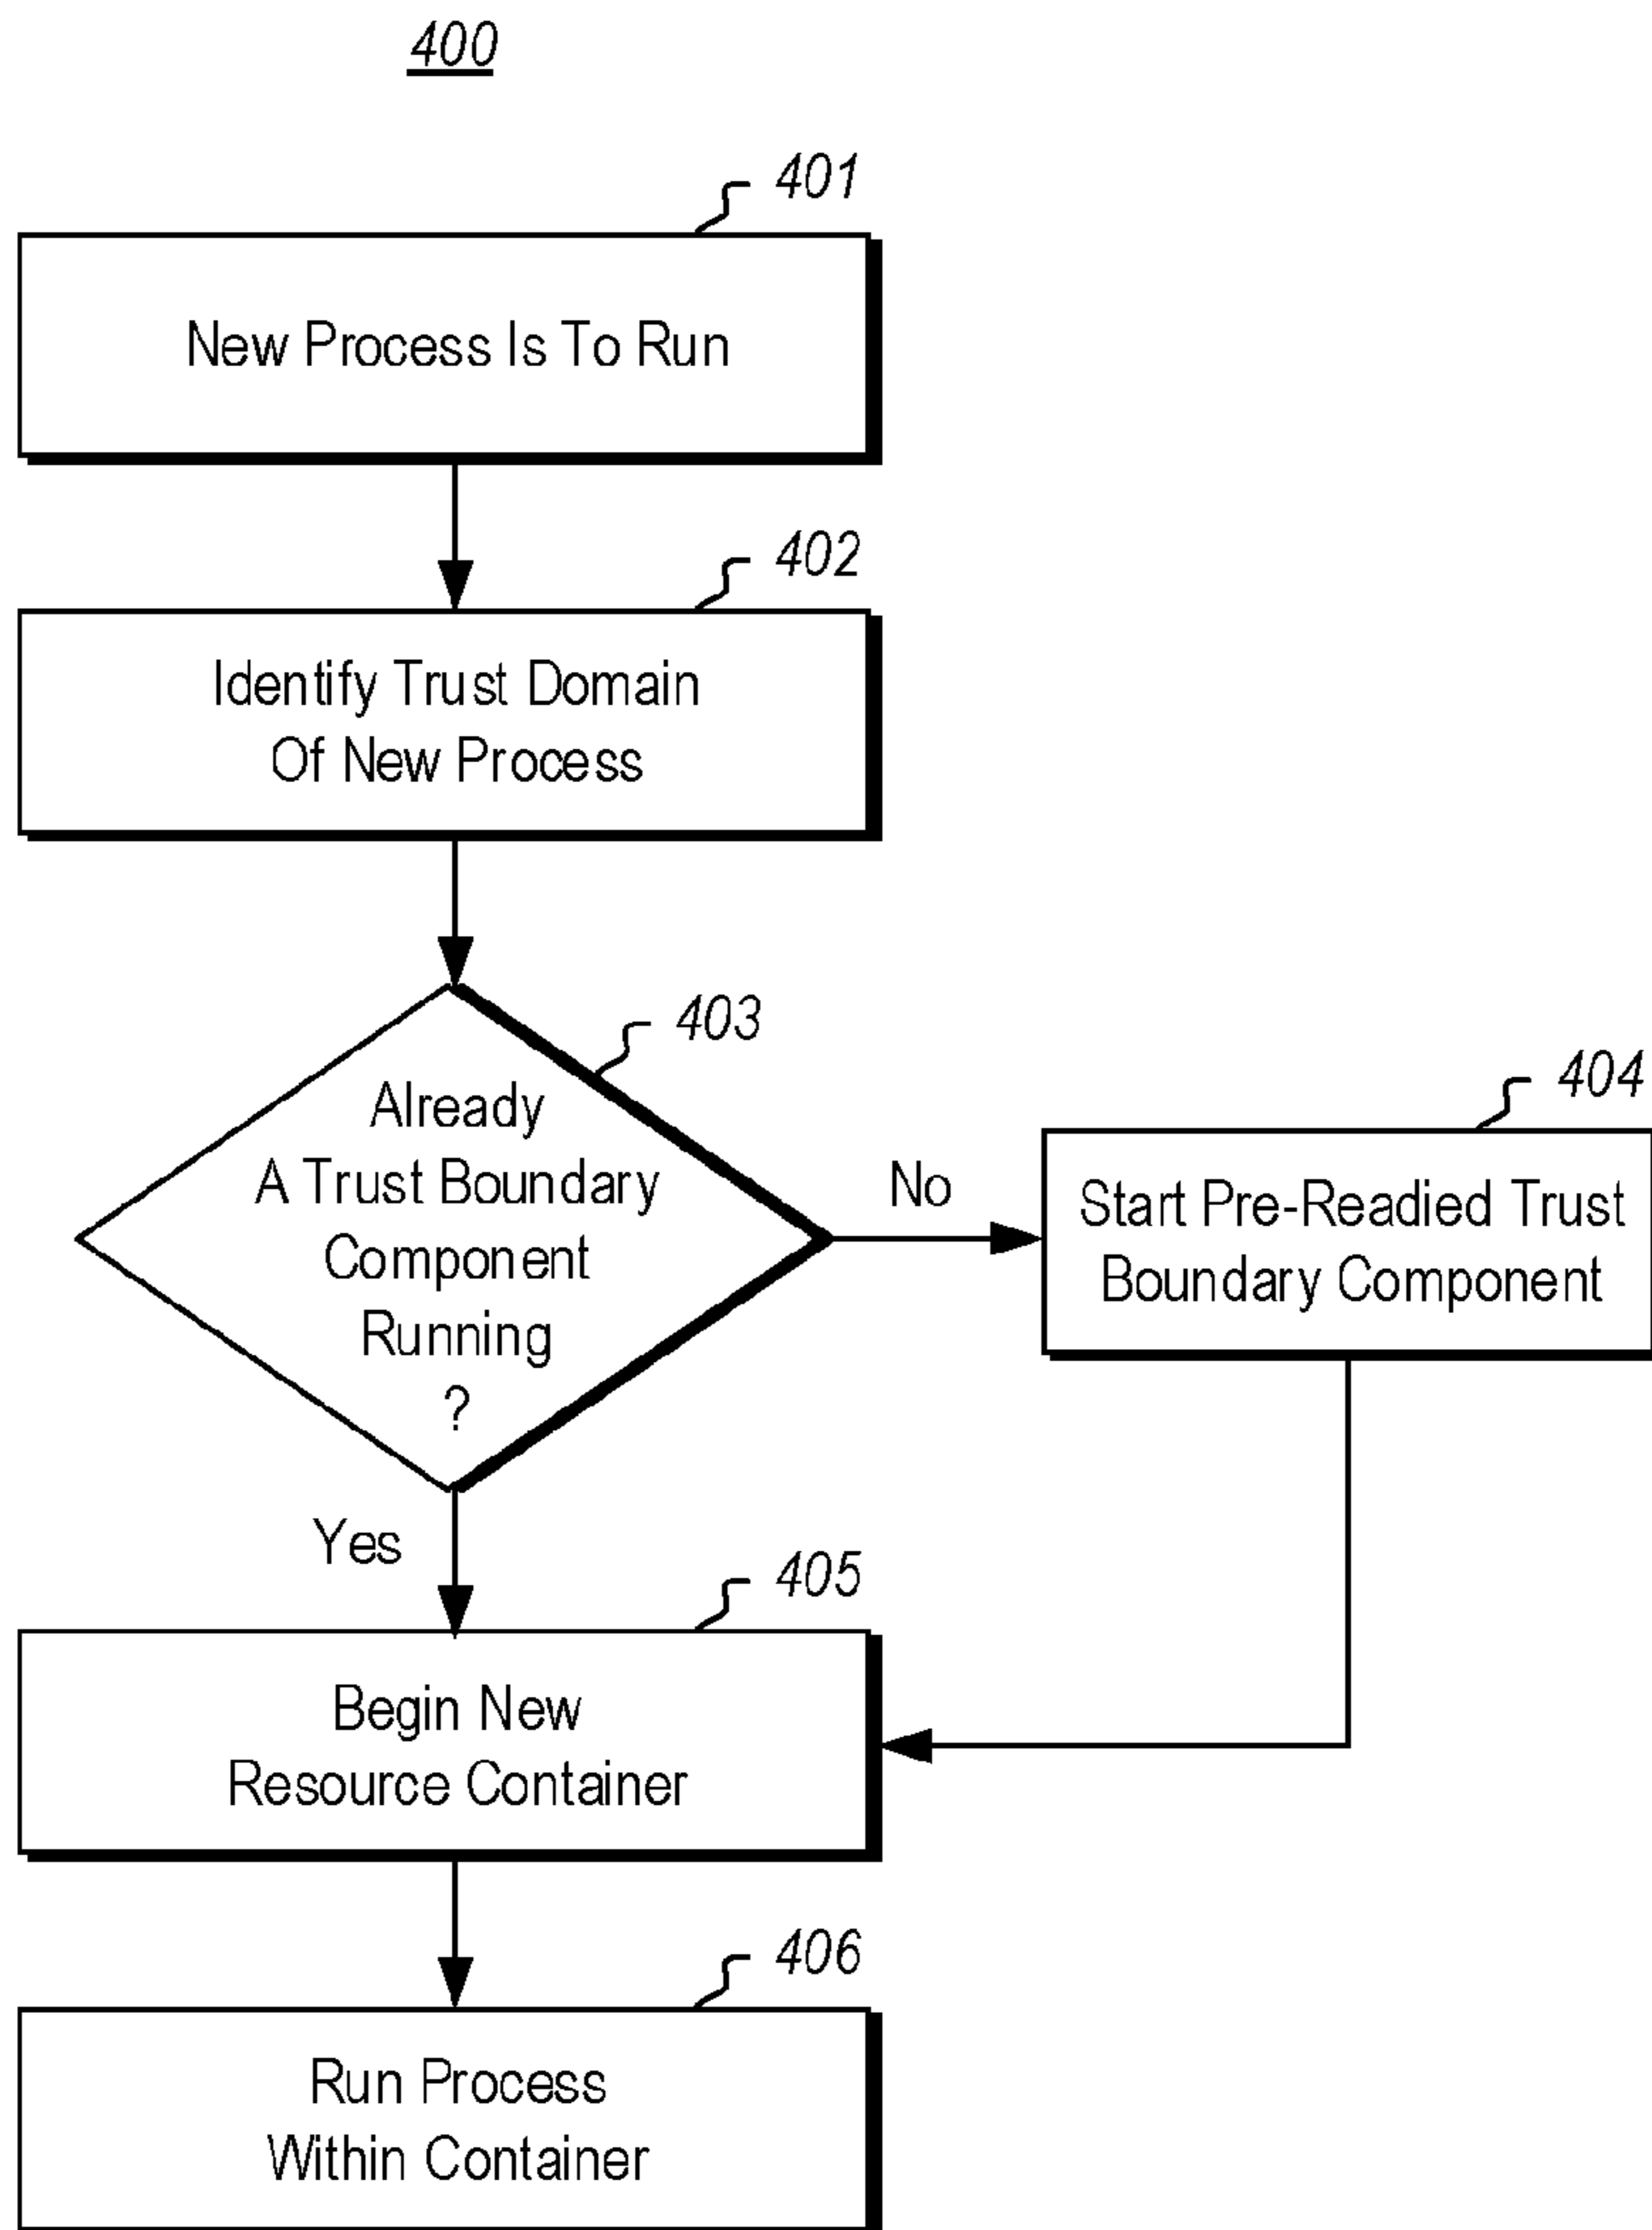 400
401
New Process Is To Run
402
Identify Trust Domain
Of New Process
403
Already
A Trust Boundary
Component
Running
?
No
404
Start Pre-Readied Trust
Boundary Component
Yes
405
Begin New
Resource Container
406
Run Process
Within Container